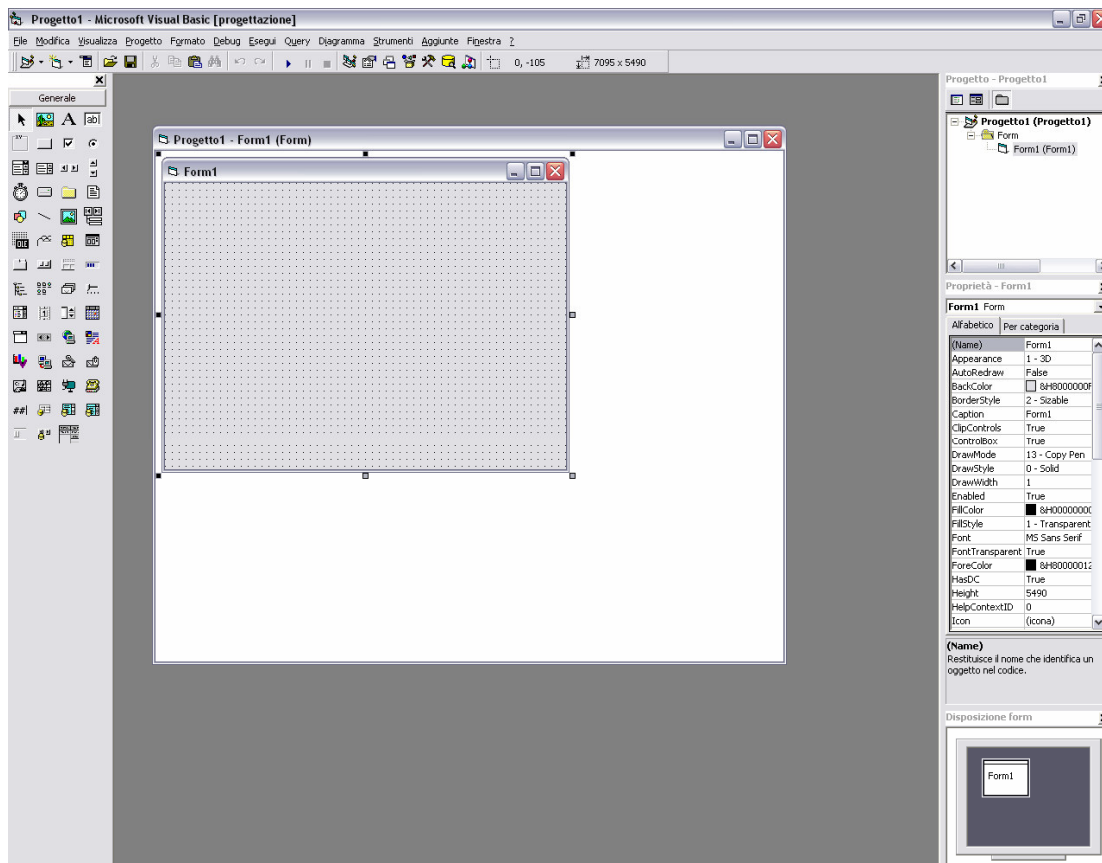 Progetto1 - Microsoft Visual Basic [progettazione]
File Modifica Visualizza Progetto Formato Debug Esegui Query Diagramma Strumenti Aggiunte Finestra ?
0, -105 7095 x 5490
Generale
A ab|
xv
OLE
##|
Progetto1 - Form1 (Form)
Form1
Progetto - Progetto1
Progetto1 (Progetto1)
Form
Form1 (Form1)
Proprietà - Form1
Form1 Form
Alfabetico Per categoria
(Name) Form1
Appearance 1 - 3D
AutoRedraw False
BackColor &H8000000F
BorderStyle 2 - Sizable
Caption Form1
ClipControls True
ControlBox True
DrawMode 13 - Copy Pen
DrawStyle 0 - Solid
DrawWidth 1
Enabled True
FillColor &H00000000
FillStyle 1 - Transparent
Font MS Sans Serif
FontTransparent True
ForeColor &H80000012
HasDC True
Height 5490
HelpContextID 0
Icon (icona)
(Name)
Restituisce il nome che identifica un
oggetto nel codice.
Disposizione form
Form1